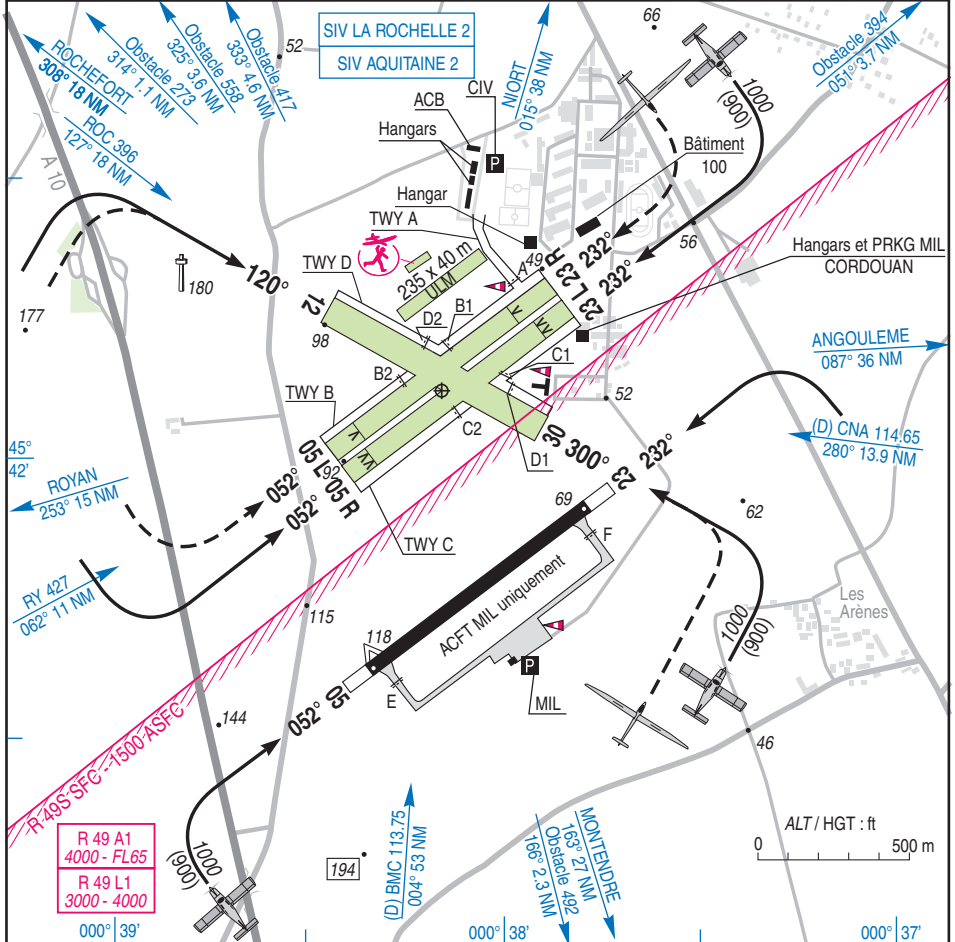 66
52
SIV LA ROCHELLE 2
SIV AQUITAINE 2
ROCHEFORT
308° 18 NM
Obstacle 273
314° 1.1 NM
Obstacle 558
325° 3.6 NM
Obstacle 417
333° 4.6 NM
NIORT
015° 38 NM
Obstacle 394
051° 3.7 NM
1000
(900)
ROC 396
127° 18 NM
A 10
CIV
P
ACB
Hangars
Hangar
TWY A
Bâtiment
100
56
Hangars et PRKG MIL
CORDOUAN
TWY D
235 x 40 m
ULM
A
49
23 R
232°
23 L
232°
180
120°
12
177
98
D2
B1
V
VV
ANGOULEME
087° 36 NM
B2
C1
T
52
TWY B
C2
D1
30
300°
232°
23
(D) CNA 114.65
280° 13.9 NM
45°
42'
ROYAN
253° 15 NM
V
VV
05 L
052°
92
05 R
052°
TWY C
69
62
F
RY 427
062° 11 NM
115
ACFT MIL uniquement
Les
Arènes
118
1000
(900)
E
P
MIL
05
052°
144
46
R 49S SFC - 1500 ASFC
R 49 A1
4000 - FL65
R 49 L1
3000 - 4000
1000
(900)
194
(D) BMC 113.75
004° 53 NM
MONTENDRE
163° 27 NM
Obstacle 492
166° 2.3 NM
ALT / HGT : ft
0
500 m
000° 39'
000° 38'
000° 37'